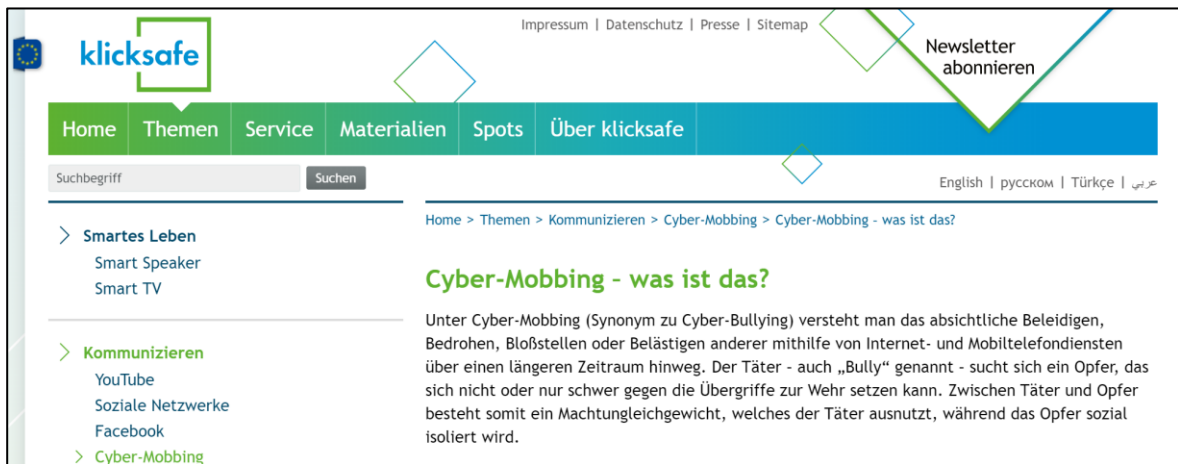 Impressum | Datenschutz | Presse | Sitemap
klicksafe
Newsletter
abonnieren
Home Themen Service Materialien Spots Über klicksafe
Suchbegriff Suchen
English | русском | Türkçe | عربي
Home > Themen > Kommunizieren > Cyber-Mobbing > Cyber-Mobbing - was ist das?
Smartes Leben
Smart Speaker
Smart TV
Kommunizieren
YouTube
Soziale Netzwerke
Facebook
> Cyber-Mobbing
Cyber-Mobbing - was ist das?
Unter Cyber-Mobbing (Synonym zu Cyber-Bullying) versteht man das absichtliche Beleidigen,
Bedrohen, Bloßstellen oder Belästigen anderer mithilfe von Internet- und Mobiltelefondiensten
über einen längeren Zeitraum hinweg. Der Täter - auch „Bully“ genannt - sucht sich ein Opfer, das
sich nicht oder nur schwer gegen die Übergriffe zur Wehr setzen kann. Zwischen Täter und Opfer
besteht somit ein Machtungleichgewicht, welches der Täter ausnutzt, während das Opfer sozial
isoliert wird.